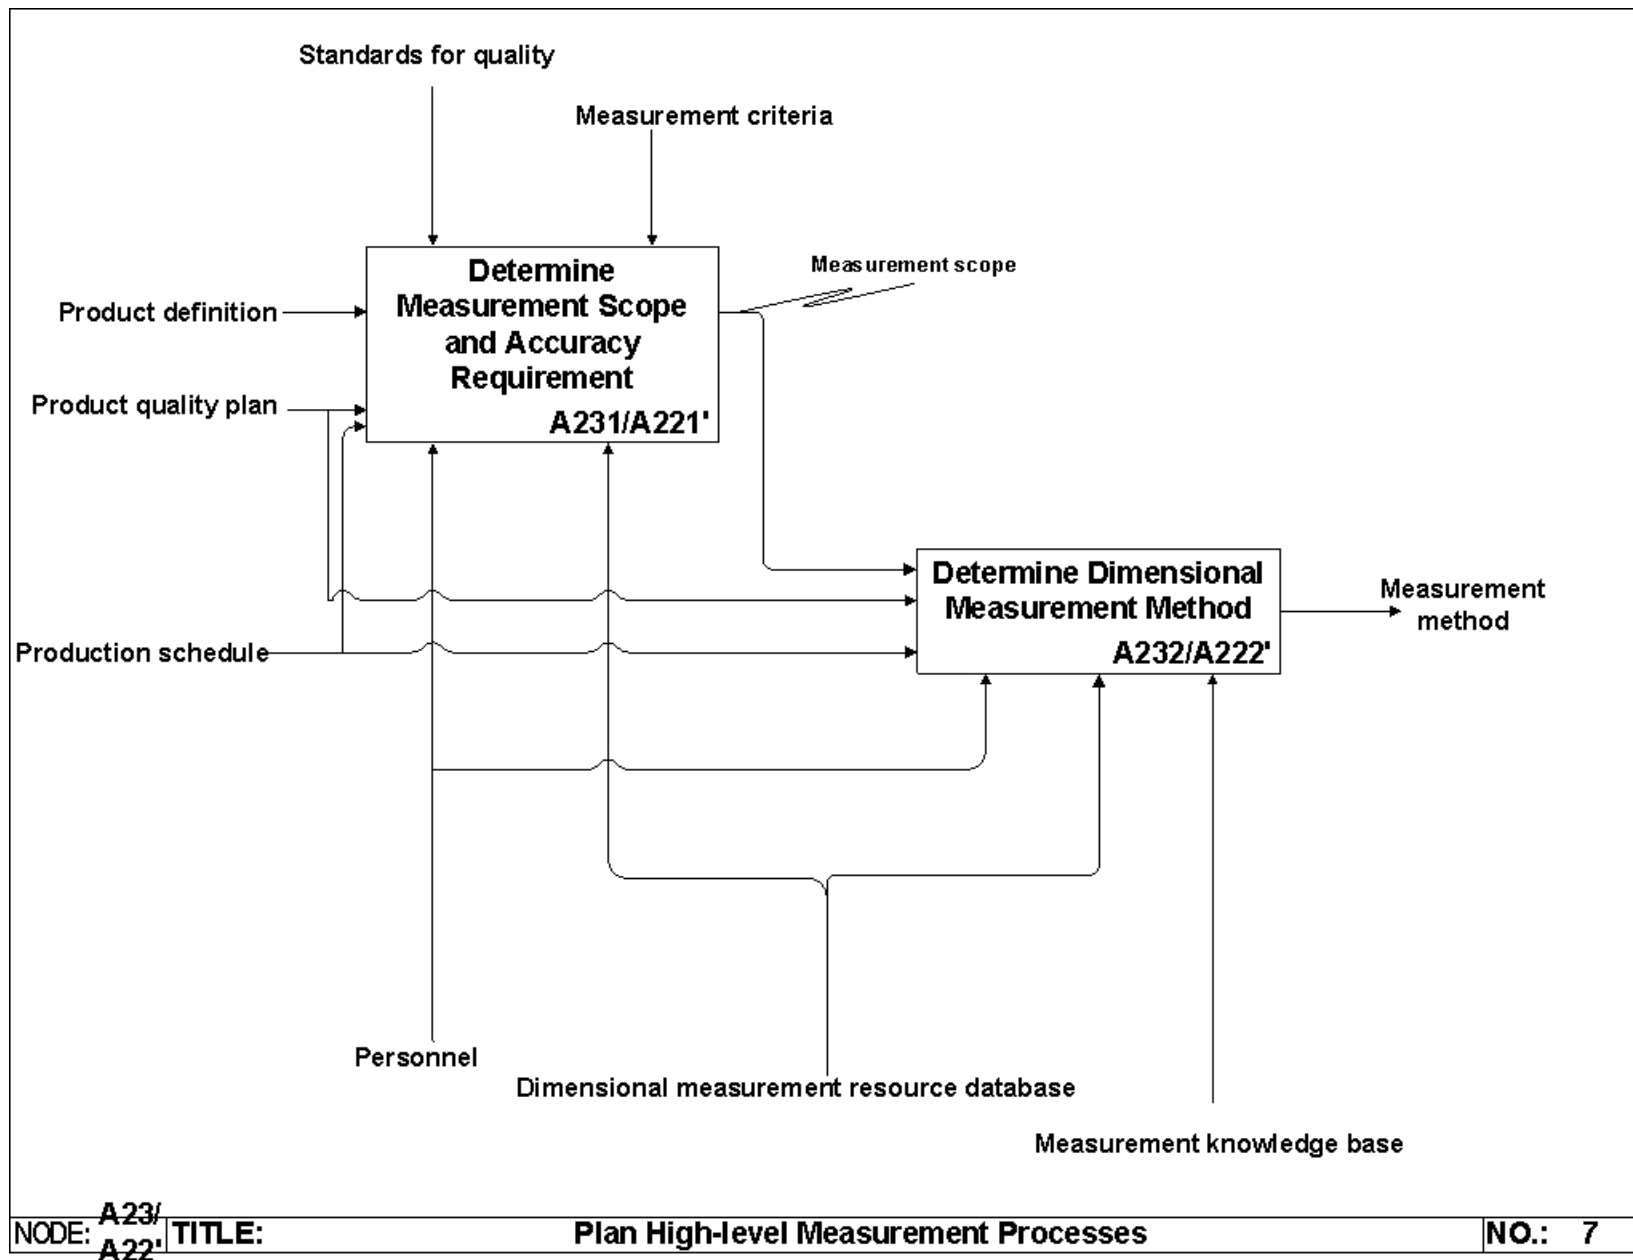 Standards for quality
Measurement criteria
Measurement scope
Determine
Measurement Scope
and Accuracy
Requirement
A231/A221'
Product definition
Product quality plan
Production schedule
Determine Dimensional
Measurement Method
A232/A222'
Measurement
method
Personnel
Dimensional measurement resource database
Measurement knowledge base
NODE: A23/
A22'
TITLE: Plan High-level Measurement Processes
NO.: 7